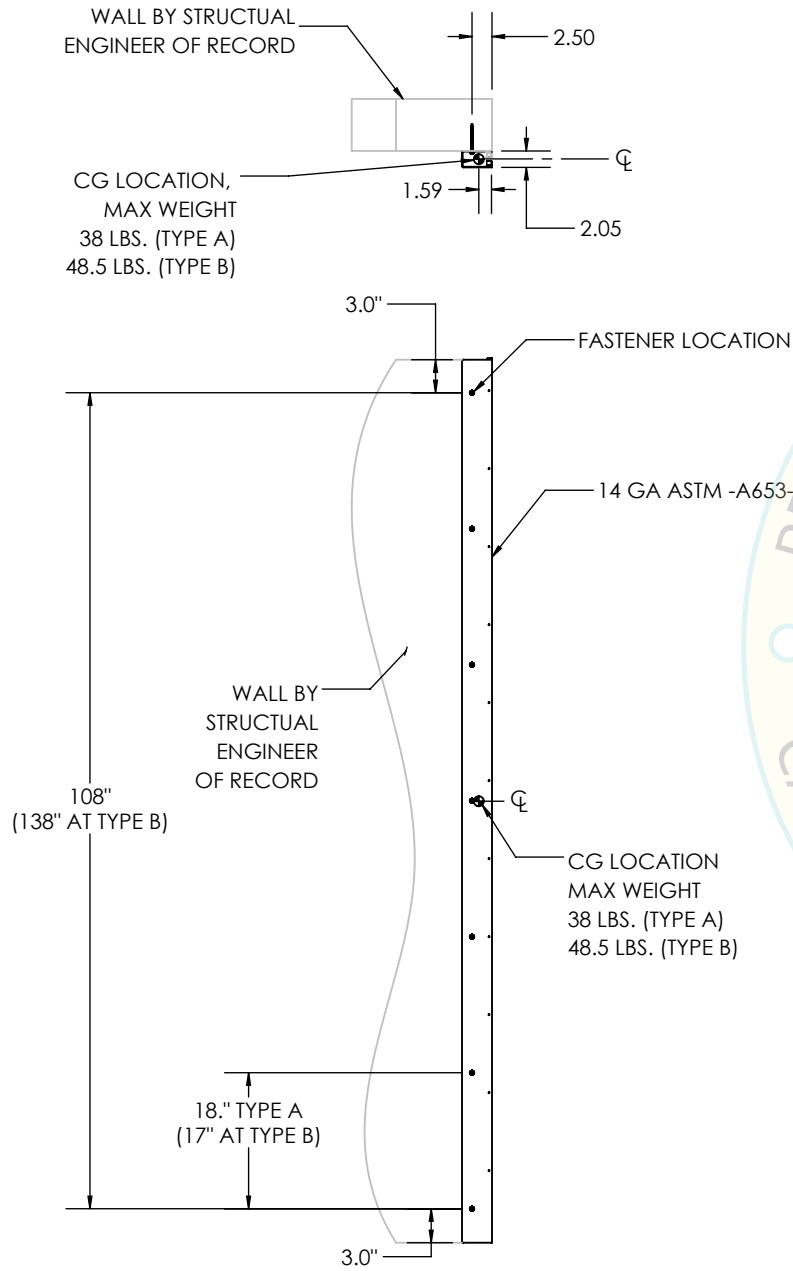 WALL BY STRUCTUAL
ENGINEER OF RECORD
2.50
CG LOCATION,
MAX WEIGHT
38 LBS. (TYPE A)
48.5 LBS. (TYPE B)
1.59
℄
2.05
3.0"
FASTENER LOCATION
14 GA ASTM -A653-
WALL BY
STRUCTUAL
ENGINEER
OF RECORD
108"
(138" AT TYPE B)
℄
CG LOCATION
MAX WEIGHT
38 LBS. (TYPE A)
48.5 LBS. (TYPE B)
18." TYPE A
(17" AT TYPE B)
3.0"